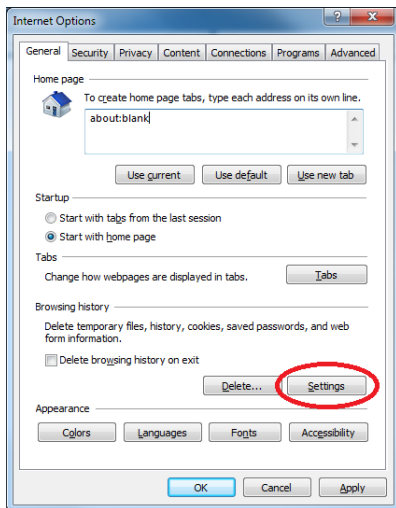 Internet Options
General Security Privacy Content Connections Programs Advanced
Home page
To create home page tabs, type each address on its own line.
about:blank
Use current Use default Use new tab
Startup
Start with tabs from the last session
Start with home page
Tabs
Change how webpages are displayed in tabs. Tabs
Browsing history
Delete temporary files, history, cookies, saved passwords, and web
form information.
Delete browsing history on exit
Delete... Settings
Appearance
Colors Languages Fonts Accessibility
OK Cancel Apply